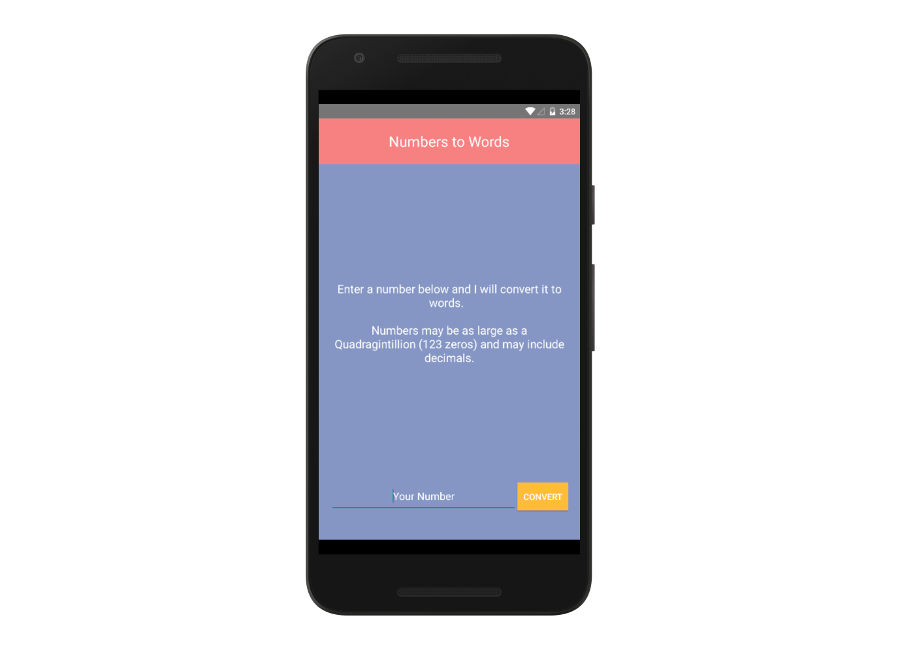 3:28
Numbers to Words
Enter a number below and I will convert it to
words.
Numbers may be as large as a
Quadragintillion (123 zeros) and may include
decimals.
Your Number
CONVERT